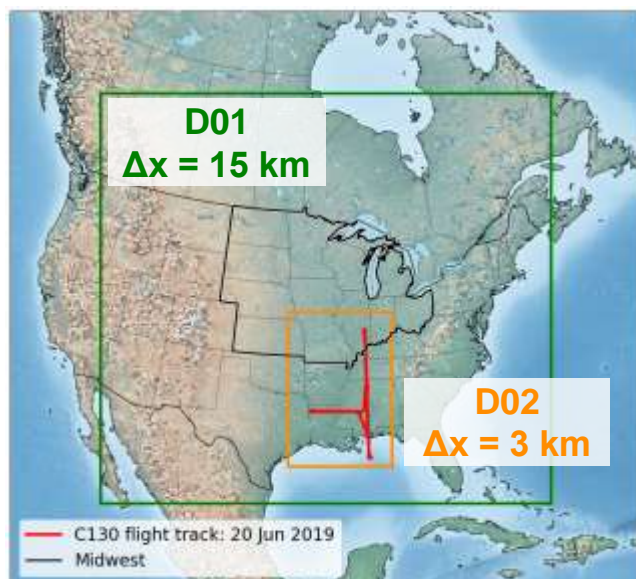 D01
Δx = 15 km
D02
Δx = 3 km
C130 flight track: 20 Jun 2019
Midwest